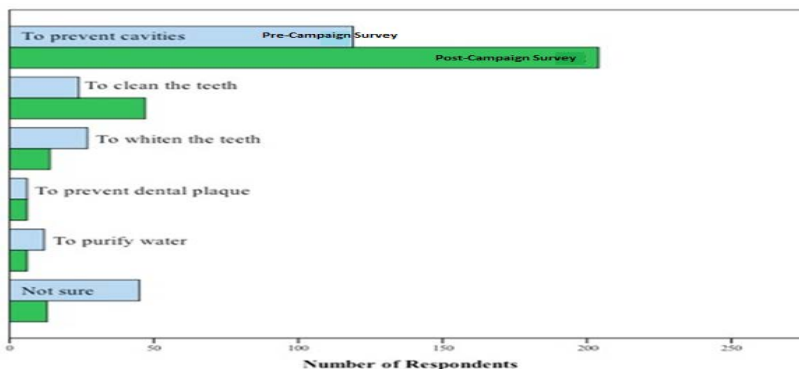 To prevent cavities Pre-Campaign Survey
Post-Campaign Survey
To clean the teeth
To whiten the teeth
To prevent dental plaque
To purify water
Not sure
0 50 100 150 200 250
Number of Respondents